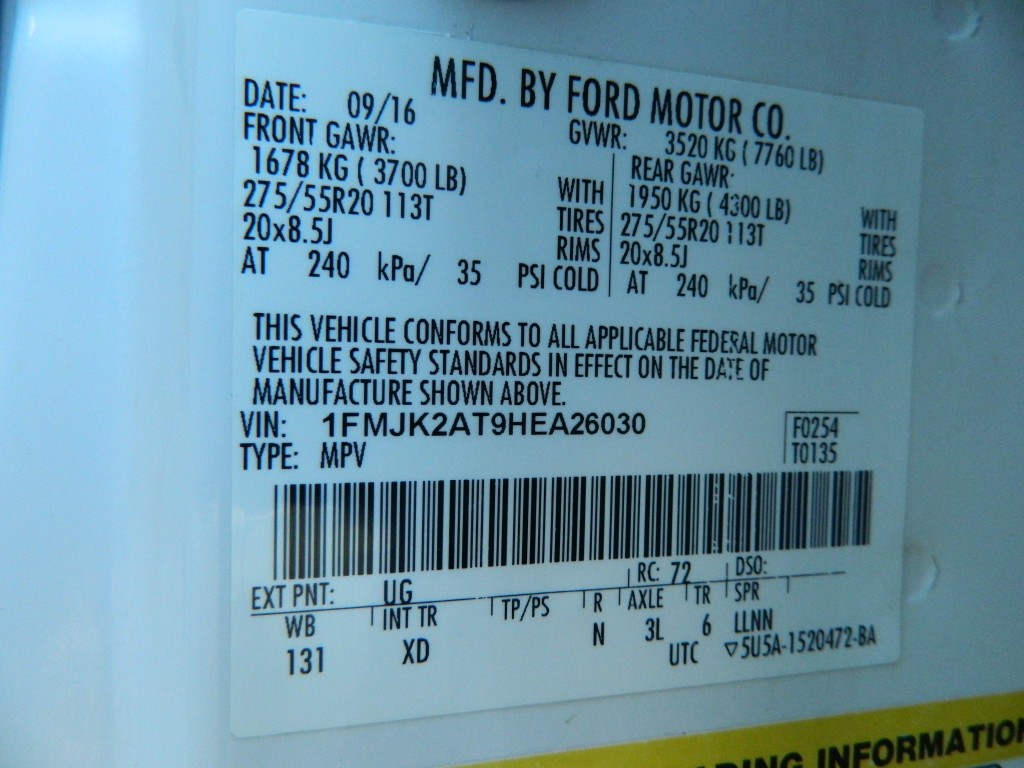 MFD. BY FORD MOTOR CO.
DATE: 09/16 GVWR: 3520 KG ( 7760 LB)
FRONT GAWR: REAR GAWR:
1678 KG ( 3700 LB) WITH 1950 KG ( 4300 LB) WITH
275/55R20 113T TIRES 275/55R20 113T TIRES
20x8.5J RIMS 20x8.5J RIMS
AT 240 kPa/ 35 PSI COLD AT 240 kPa/ 35 PSI COLD
THIS VEHICLE CONFORMS TO ALL APPLICABLE FEDERAL MOTOR
VEHICLE SAFETY STANDARDS IN EFFECT ON THE DATE OF
MANUFACTURE SHOWN ABOVE.
VIN: 1FMJK2AT9HEA26030 F0254
TYPE: MPV T0135
EXT PNT: UG RC: 72 DSO:
WB INT TR TP/PS R AXLE TR SPR
131 XD N 3L 6 LLNN
UTC ▽5U5A-1520472-BA
INFORMATION